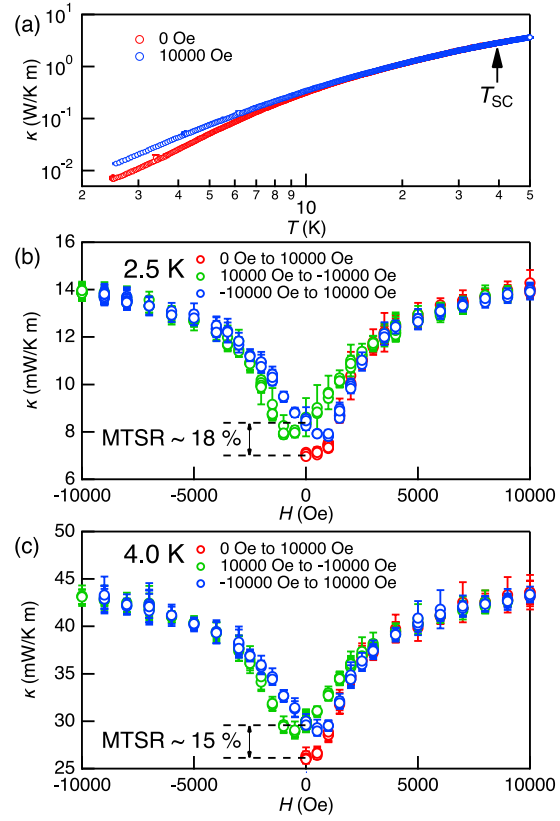 (a)
κ (W/K m)
10^1
10^0
10^-1
10^-2
0 Oe
10000 Oe
T_SC
2 3 4 5 6 7 8 9 10 2 3 4 5
T (K)
(b)
2.5 K
0 Oe to 10000 Oe
10000 Oe to -10000 Oe
-10000 Oe to 10000 Oe
κ (mW/K m)
16
14
12
10
8
6
MTSR ~ 18 %
-10000 -5000 0 5000 10000
H (Oe)
(c)
4.0 K
0 Oe to 10000 Oe
10000 Oe to -10000 Oe
-10000 Oe to 10000 Oe
κ (mW/K m)
50
45
40
35
30
25
MTSR ~ 15 %
-10000 -5000 0 5000 10000
H (Oe)